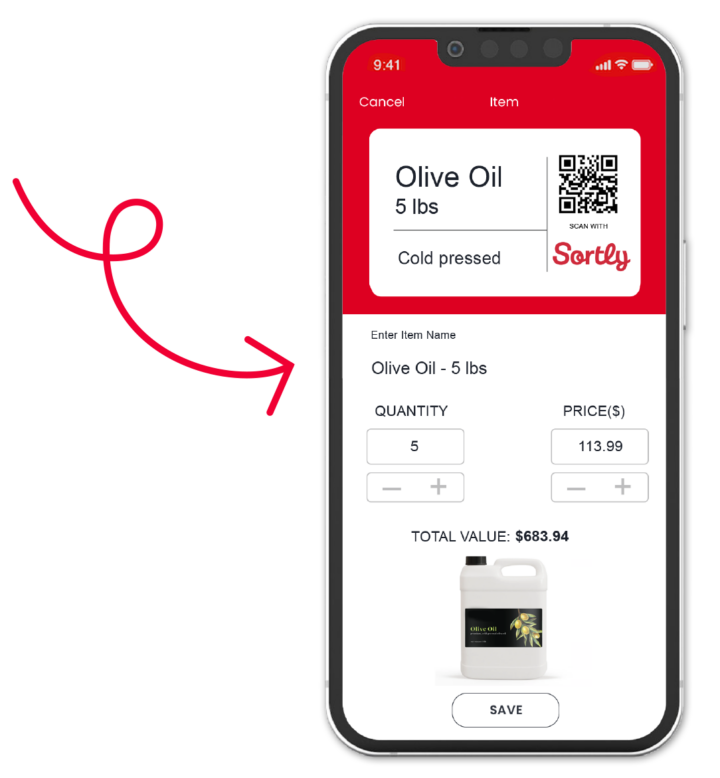 9:41
Cancel Item
Olive Oil
5 lbs
Cold pressed
SCAN WITH
Sortly
Enter Item Name
Olive Oil - 5 lbs
QUANTITY PRICE($)
5 113.99
— + — +
TOTAL VALUE: $683.94
Olive Oil
SAVE